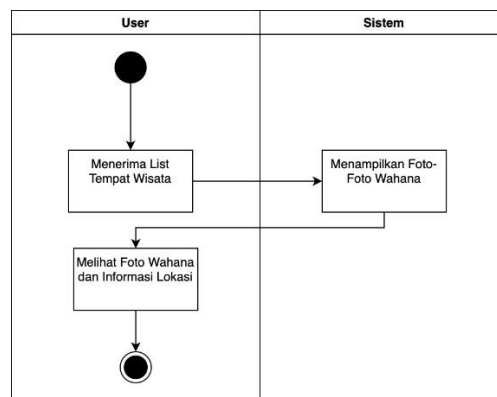 User
Sistem
Menerima List
Tempat Wisata
Menampilkan Foto-
Foto Wahana
Melihat Foto Wahana
dan Informasi Lokasi